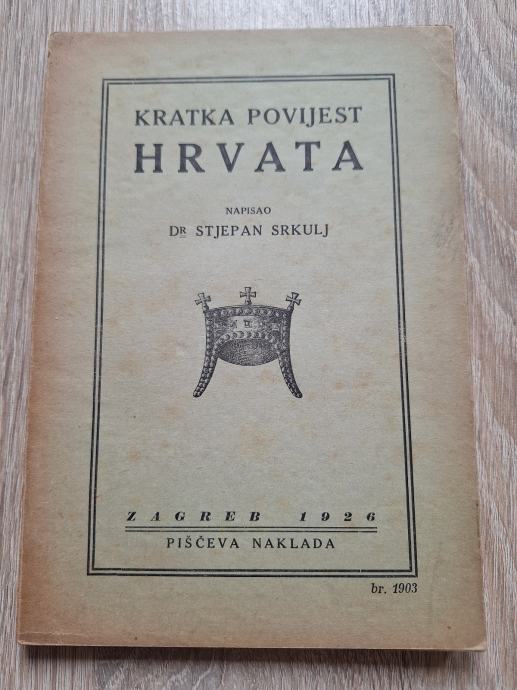 KRATKA POVIJEST
HRVATA
NAPISAO
DR STJEPAN SRKULJ
ZAGREB 1926
PIŠČEVA NAKLADA
br. 1903